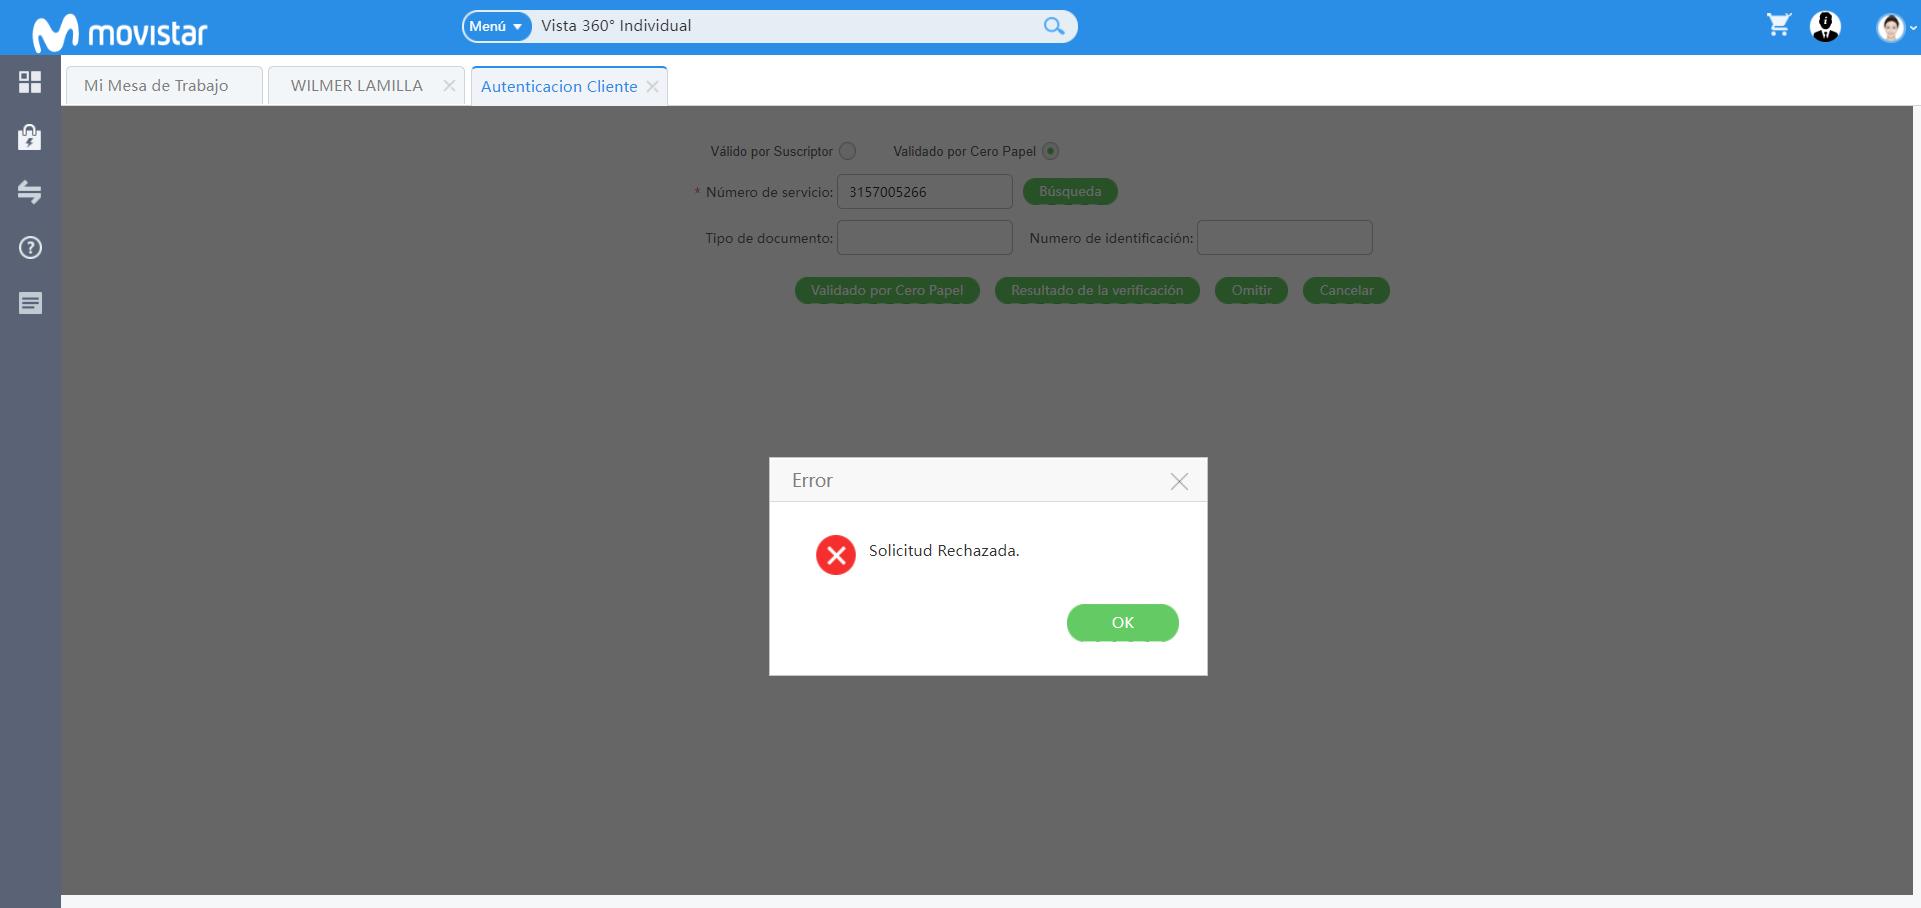 movistar
Menú
Vista 360° Individual
Mi Mesa de Trabajo
WILMER LAMILLA
Autenticacion Cliente
Válido por Suscriptor
Validado por Cero Papel
* Número de servicio:
3157005266
Búsqueda
Tipo de documento:
Numero de identificación:
Validado por Cero Papel
Resultado de la verificación
Omitir
Cancelar
Error
Solicitud Rechazada.
OK